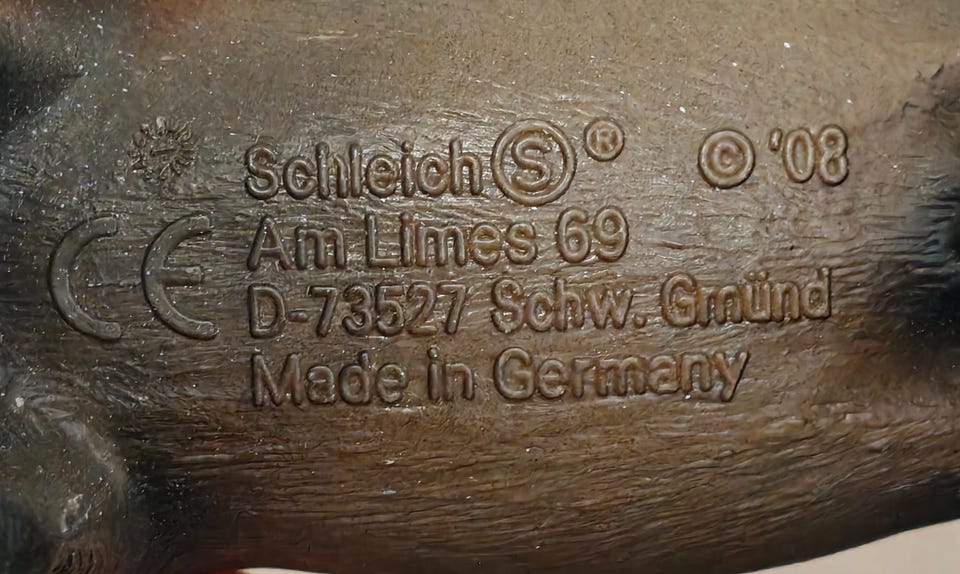 Schleich Ⓢ® © '08
CE
Am Limes 69
D-73527 Schw. Gmünd
Made in Germany